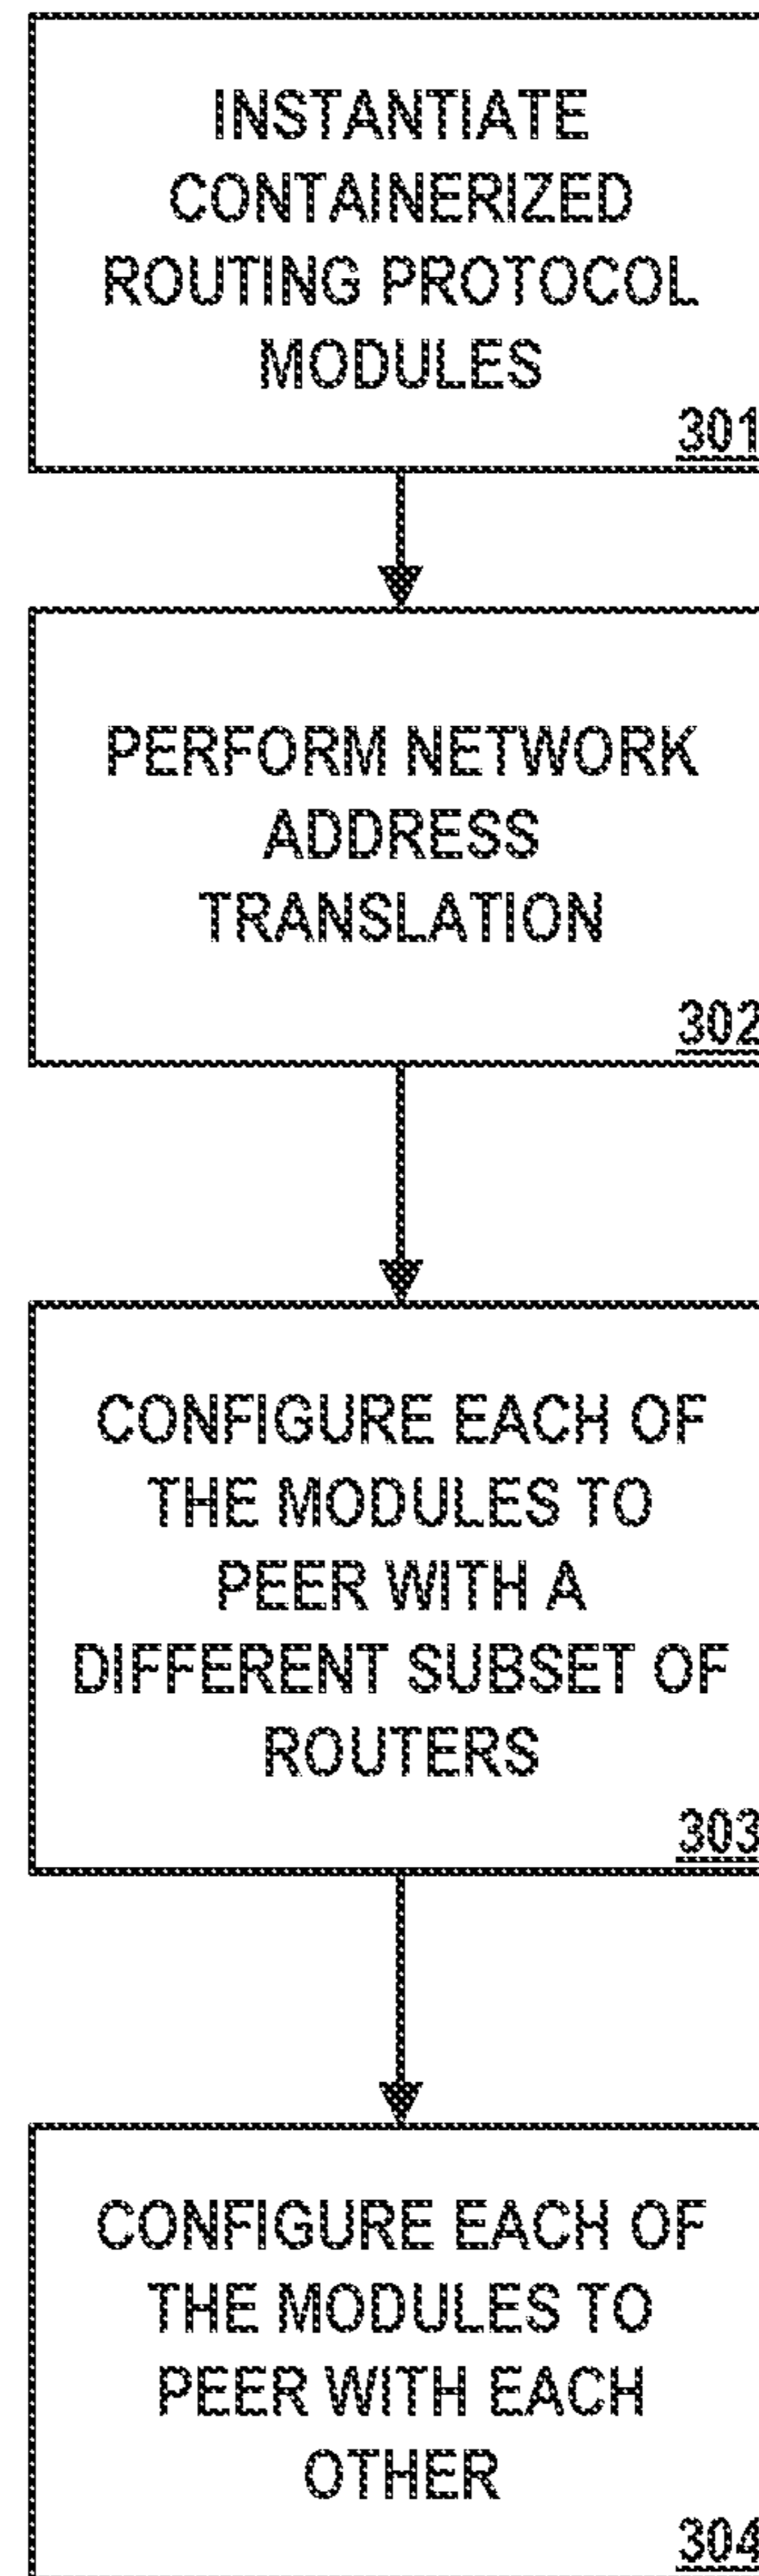 INSTANTIATE
CONTAINERIZED
ROUTING PROTOCOL
MODULES
301
PERFORM NETWORK
ADDRESS
TRANSLATION
302
CONFIGURE EACH OF
THE MODULES TO
PEER WITH A
DIFFERENT SUBSET OF
ROUTERS
303
CONFIGURE EACH OF
THE MODULES TO
PEER WITH EACH
OTHER
304